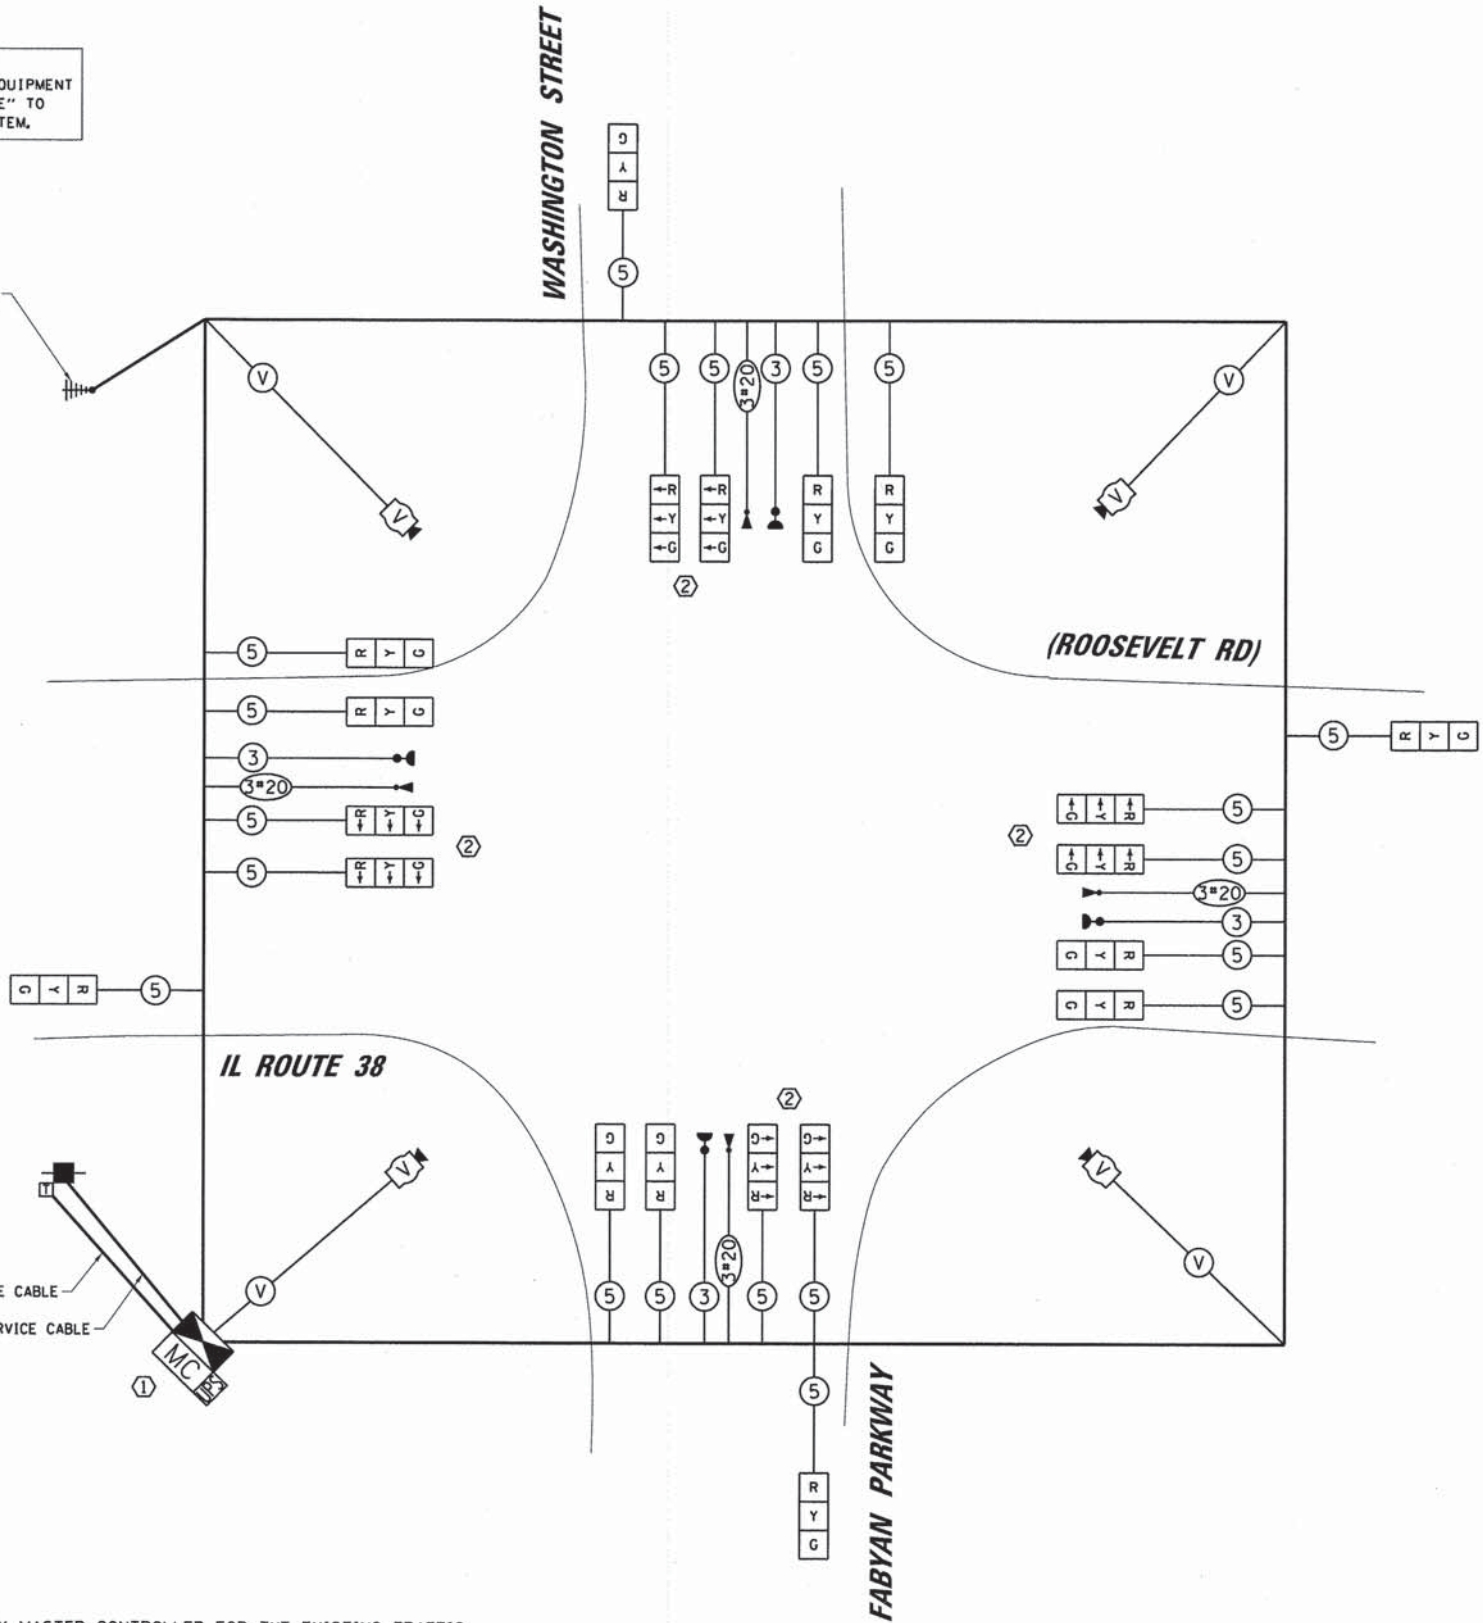 QUIPMENT
E" TO
TEM.
WASHINGTON STREET
G Y R
5
V
V
5 5 3#20 3 5 5
←R ←R R R
←Y ←Y Y Y
←G ←G G G
V
V
2
(ROOSEVELT RD)
5 R Y G
5 R Y G
5 R Y G
3
3#20
5 ←R ←Y ←G
2
5 ←R ←Y ←G
←G ←Y ←R 5
2
←G ←Y ←R 5
3#20
3
G Y R 5
G Y R 5
G Y R 5
IL ROUTE 38
2
G G G→ G→
Y Y Y→ Y→
R R R→ R→
V
V
T
3#20
V
V
5 5 3 5 5
E CABLE
RVICE CABLE
MC
UPS
1
5
R
Y
G
FABYAN PARKWAY